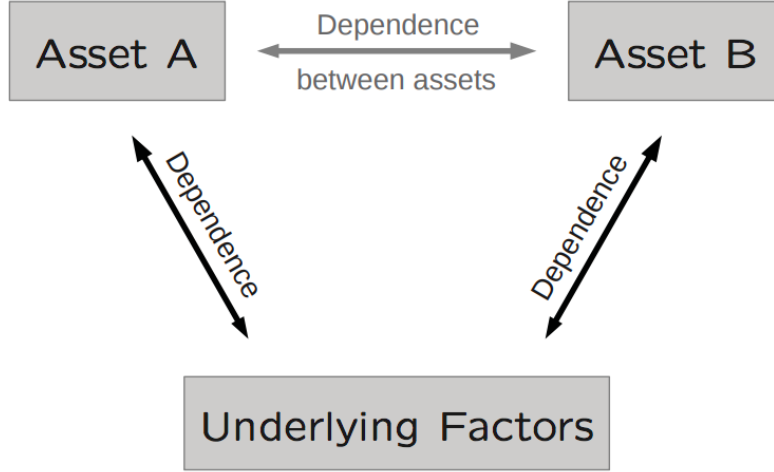 Asset A
Dependence
between assets
Asset B
Dependence
Dependence
Underlying Factors